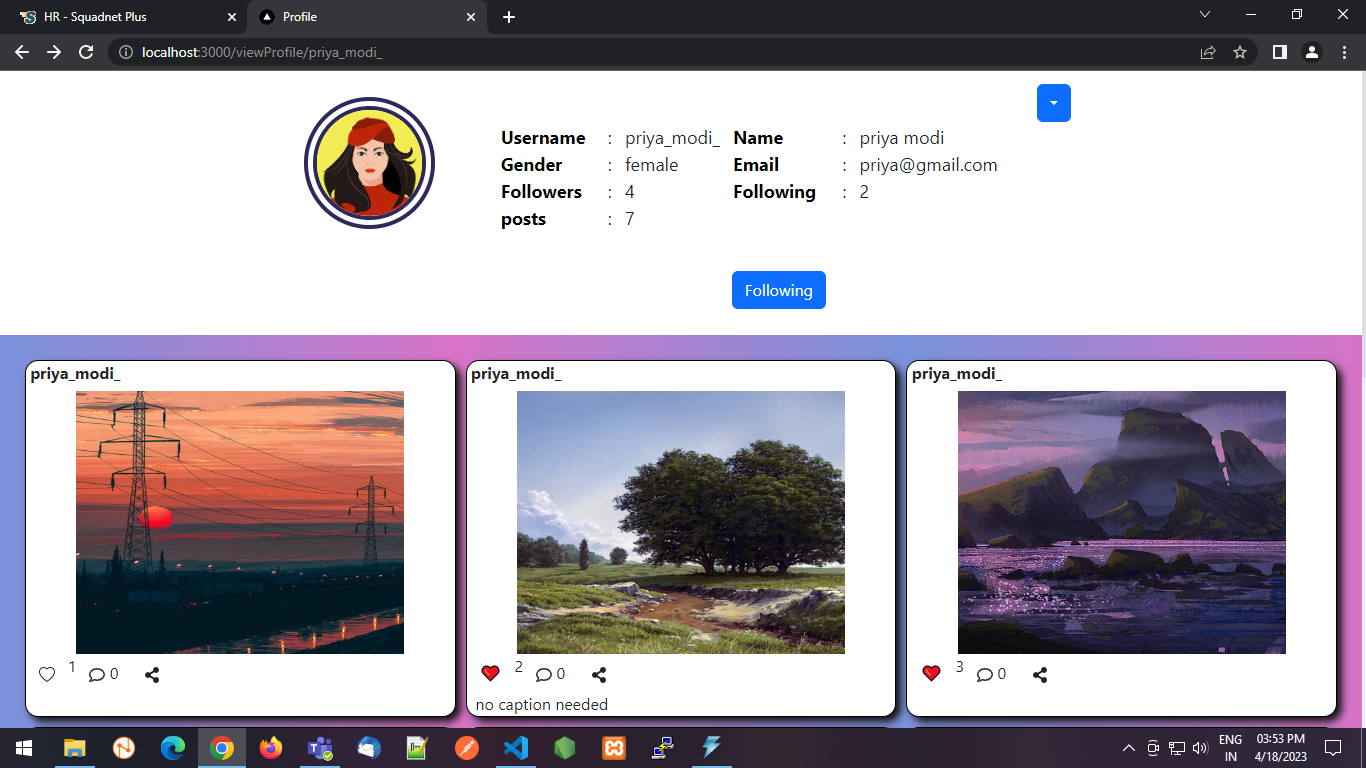 HR - Squadnet Plus
Profile
localhost:3000/viewProfile/priya_modi_
Username : priya_modi_ Name : priya modi
Gender : female Email : priya@gmail.com
Followers : 4 Following : 2
posts : 7
Following
priya_modi_
1 0
priya_modi_
2 0
no caption needed
priya_modi_
3 0
ENG
IN
03:53 PM
4/18/2023